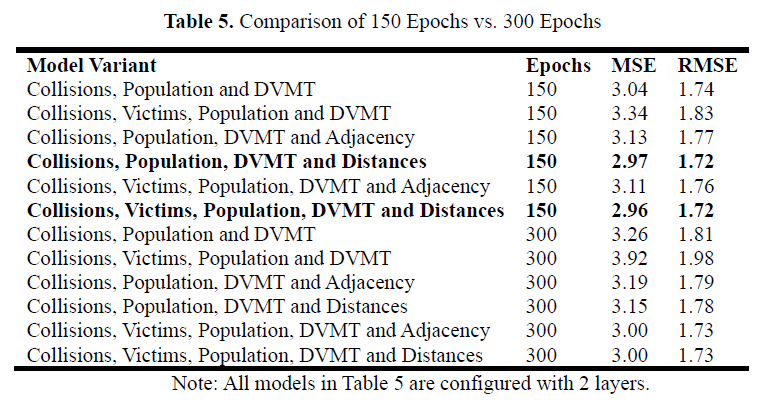 Table 5. Comparison of 150 Epochs vs. 300 Epochs
Model Variant Epochs MSE RMSE
Collisions, Population and DVMT 150 3.04 1.74
Collisions, Victims, Population and DVMT 150 3.34 1.83
Collisions, Population, DVMT and Adjacency 150 3.13 1.77
Collisions, Population, DVMT and Distances 150 2.97 1.72
Collisions, Victims, Population, DVMT and Adjacency 150 3.11 1.76
Collisions, Victims, Population, DVMT and Distances 150 2.96 1.72
Collisions, Population and DVMT 300 3.26 1.81
Collisions, Victims, Population and DVMT 300 3.92 1.98
Collisions, Population, DVMT and Adjacency 300 3.19 1.79
Collisions, Population, DVMT and Distances 300 3.15 1.78
Collisions, Victims, Population, DVMT and Adjacency 300 3.00 1.73
Collisions, Victims, Population, DVMT and Distances 300 3.00 1.73
Note: All models in Table 5 are configured with 2 layers.